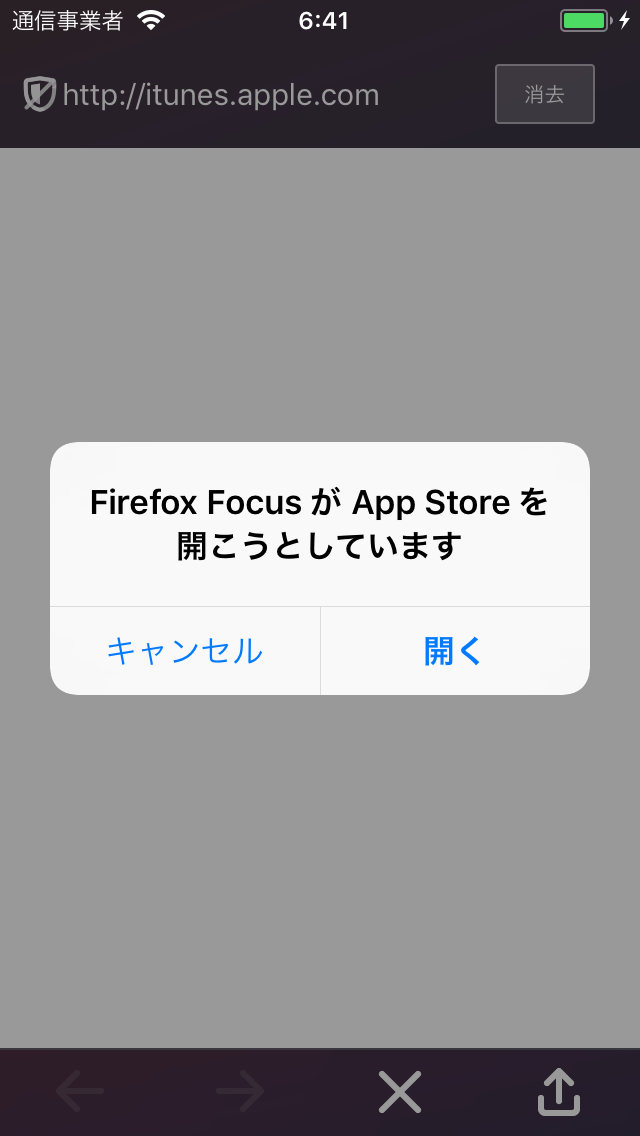 通信事業者 6:41
http://itunes.apple.com 消去
Firefox Focus が App Store を
開こうとしています
キャンセル 開く